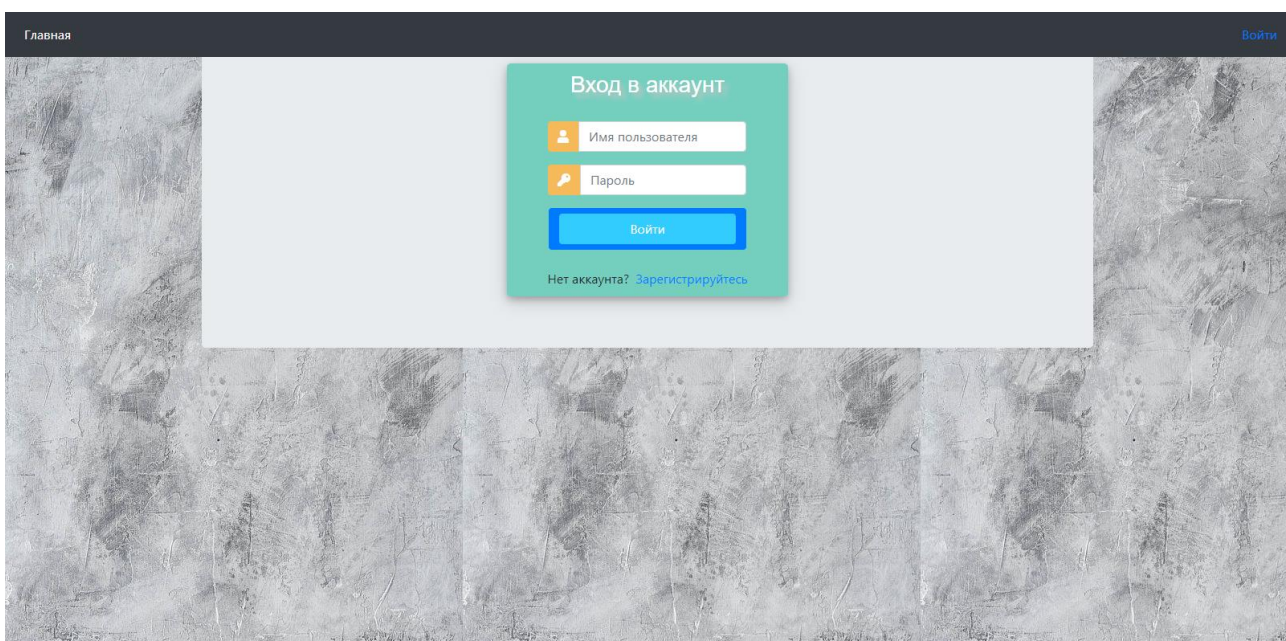 Главная
Войти
Вход в аккаунт
Имя пользователя
Пароль
Войти
Нет аккаунта? Зарегистрируйтесь